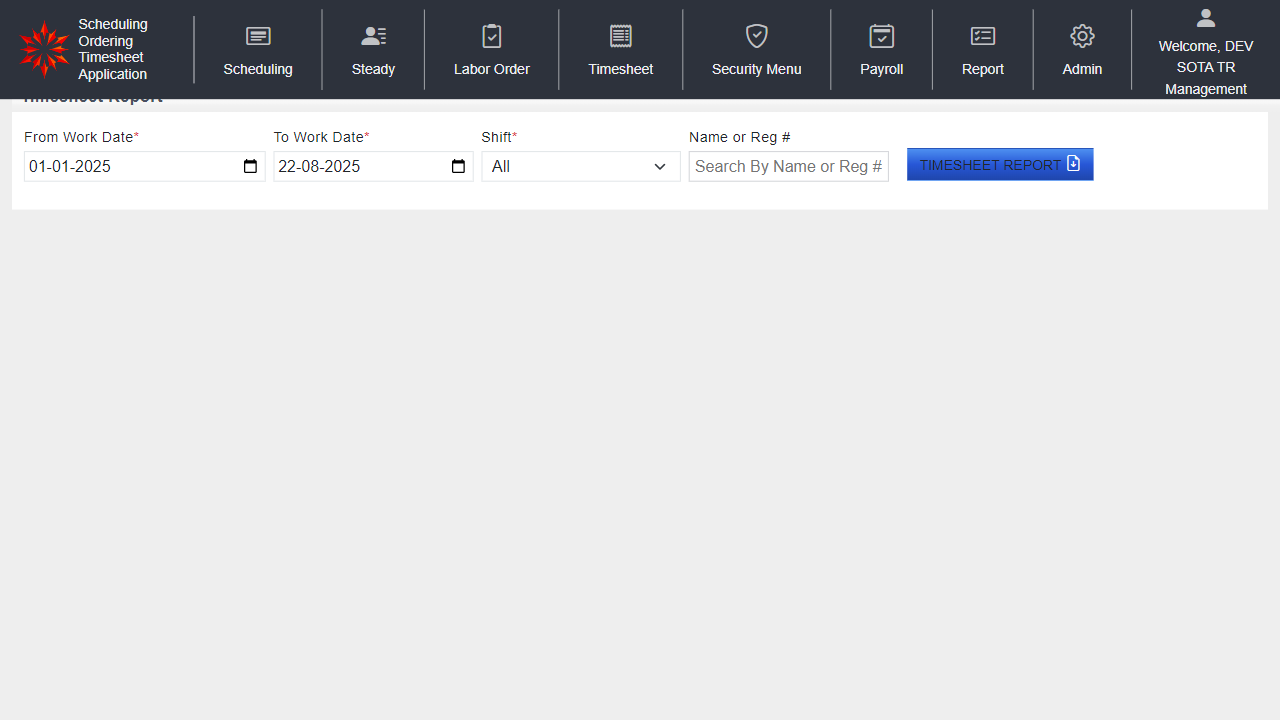 Scheduling
Ordering
Timesheet
Application
Scheduling
Steady
Labor Order
Timesheet
Security Menu
Payroll
Report
Admin
Welcome, DEV
SOTA TR
Management
Timesheet Report
From Work Date*
To Work Date*
Shift*
Name or Reg #
01-01-2025
22-08-2025
All
Search By Name or Reg #
TIMESHEET REPORT